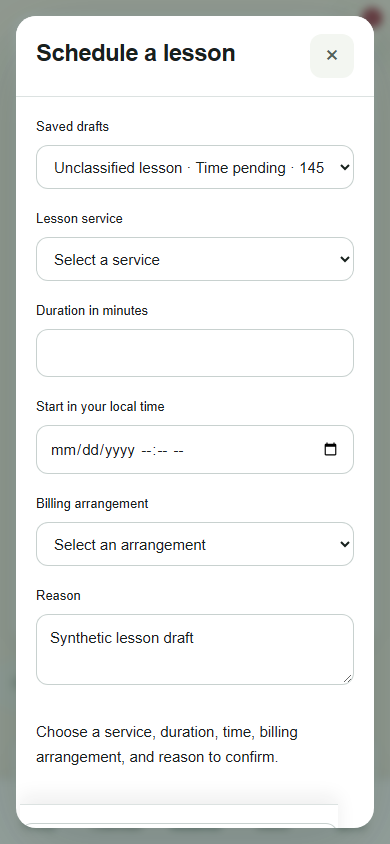 Schedule a lesson
×
Saved drafts
Unclassified lesson · Time pending · 145
Lesson service
Select a service
Duration in minutes
Start in your local time
mm/dd/yyyy --:-- --
Billing arrangement
Select an arrangement
Reason
Synthetic lesson draft
Choose a service, duration, time, billing
arrangement, and reason to confirm.